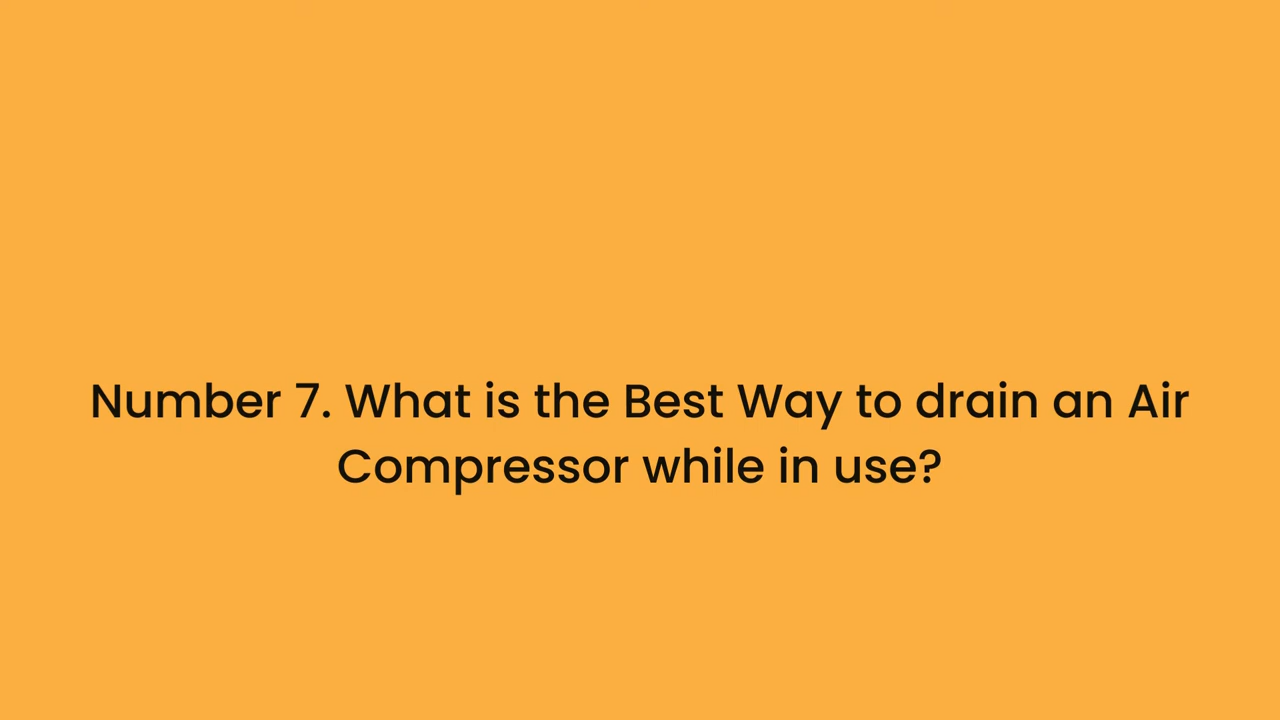 Number 7. What is the Best Way to drain an Air
Compressor while in use?